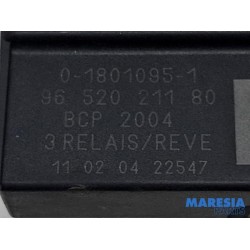 0-1801095-1
96 520 211 80
BCP 2004
3 RELAIS/REVE
11 02 04 22547
MARESIA